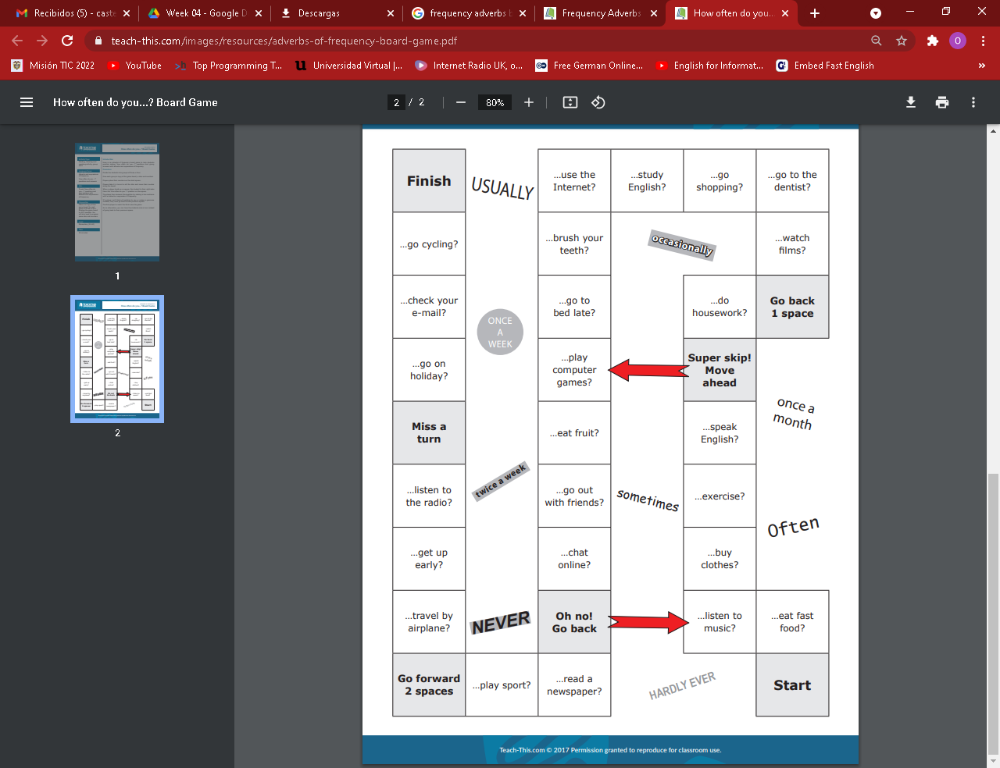 Recibidos (5) - caste
Week 04 - Google D
Descargas
frequency adverbs b
Frequency Adverbs
How often do you...
teach-this.com/images/resources/adverbs-of-frequency-board-game.pdf
O
Misión TIC 2022
YouTube
Top Programming T...
Universidad Virtual |...
Internet Radio UK, o...
Free German Online...
English for Informat...
Embed Fast English
»
How often do you...? Board Game
2 / 2
80%
1
2
Finish
USUALLY
...use the
Internet?
...study
English?
...go
shopping?
...go to the
dentist?
...go cycling?
...brush your
teeth?
occasionally
...watch
films?
...check your
e-mail?
ONCE
A
WEEK
...go to
bed late?
...do
housework?
Go back
1 space
...go on
holiday?
...play
computer
games?
Super skip!
Move
ahead
once a
month
Miss a
turn
...eat fruit?
...speak
English?
...listen to
the radio?
twice a week
...go out
with friends?
sometimes
...exercise?
Often
...get up
early?
...chat
online?
...buy
clothes?
...travel by
airplane?
NEVER
Oh no!
Go back
...listen to
music?
...eat fast
food?
Go forward
2 spaces
...play sport?
...read a
newspaper?
HARDLY EVER
Start
Teach-This.com © 2017 Permission granted to reproduce for classroom use.